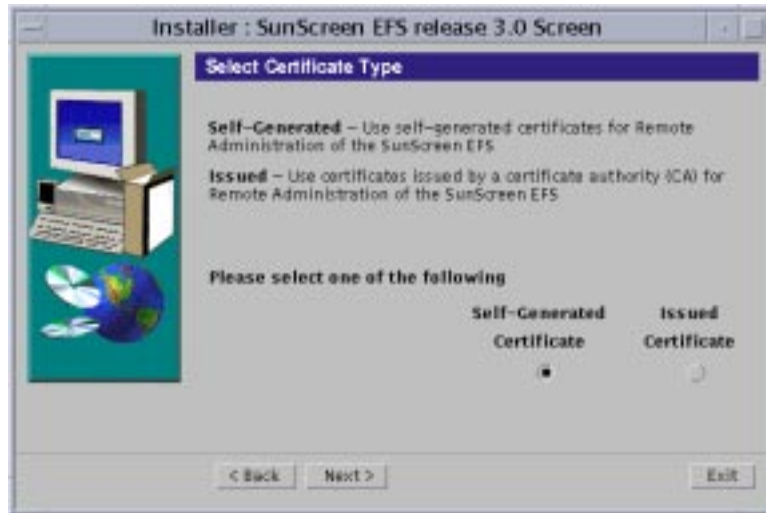 Installer : SunScreen EFS release 3.0 Screen
Select Certificate Type
Self-Generated – Use self-generated certificates for Remote
Administration of the SunScreen EFS
Issued – Use certificates issued by a certificate authority (CA) for
Remote Administration of the SunScreen EFS
Please select one of the following
Self-Generated Issued
Certificate Certificate
< Back Next > Exit